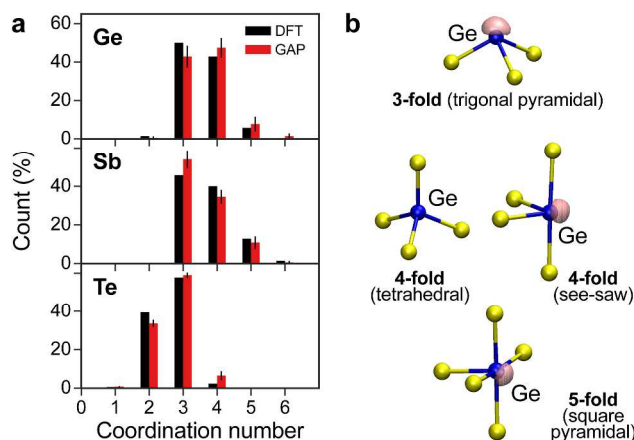 a
Ge
DFT
GAP
60
40
20
0
Sb
40
20
0
Te
40
20
0
Count (%)
0 1 2 3 4 5 6
Coordination number
b
Ge
3-fold (trigonal pyramidal)
Ge
4-fold
(tetrahedral)
Ge
4-fold
(see-saw)
Ge
5-fold
(square
pyramidal)